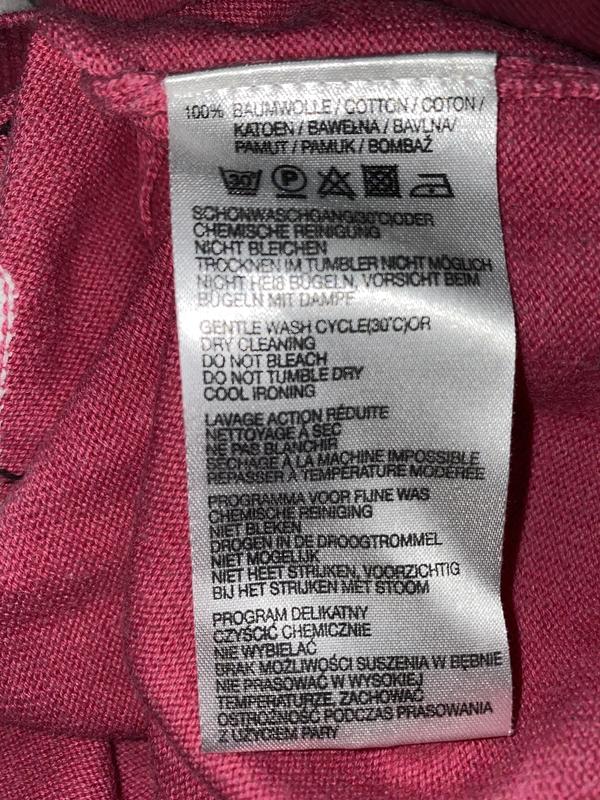 100% BAUMWOLLE / COTTON / COTON /
KATOEN / BAWEŁNA / BAVLNA/
PAMUT / PAMUK / BOMBAŽ
30° P
SCHONWASCHGANG(30°C)ODER
CHEMISCHE REINIGUNG
NICHT BLEICHEN
TROCKNEN IM TUMBLER NICHT MÖGLICH
NICHT HEIß BÜGELN, VORSICHT BEIM
BÜGELN MIT DAMPF
GENTLE WASH CYCLE(30°C)OR
DRY CLEANING
DO NOT BLEACH
DO NOT TUMBLE DRY
COOL IRONING
LAVAGE ACTION RÉDUITE
NETTOYAGE À SEC
NE PAS BLANCHIR
SÉCHAGE À LA MACHINE IMPOSSIBLE
REPASSER À TEMPÉRATURE MODÉRÉE
PROGRAMMA VOOR FIJNE WAS
CHEMISCHE REINIGING
NIET BLEKEN
DROGEN IN DE DROOGTROMMEL
NIET MOGELIJK
NIET HEET STRIJKEN, VOORZICHTIG
BIJ HET STRIJKEN MET STOOM
PROGRAM DELIKATNY
CZYŚCIĆ CHEMICZNIE
NIE WYBIELAĆ
BRAK MOŻLIWOŚCI SUSZENIA W BĘBNIE
NIE PRASOWAĆ W WYSOKIEJ
TEMPERATURZE, ZACHOWAĆ
OSTROŻNOŚĆ PODCZAS PRASOWANIA
Z UŻYCIEM PARY